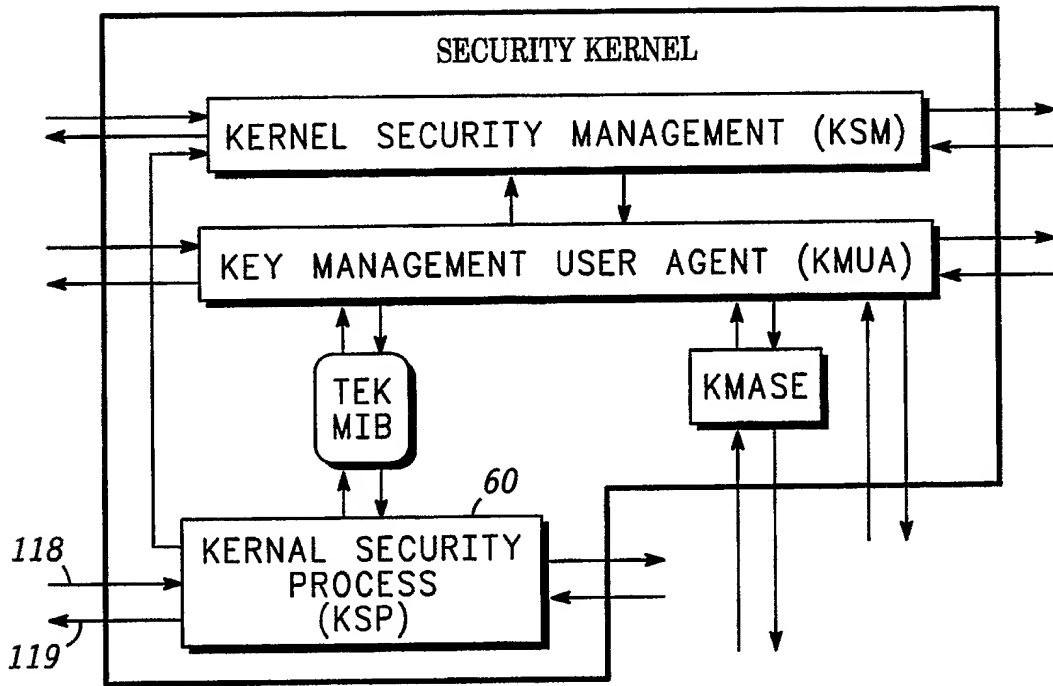 SECURITY KERNEL
KERNEL SECURITY MANAGEMENT (KSM)
KEY MANAGEMENT USER AGENT (KMUA)
TEK
MIB
KMASE
60
KERNAL SECURITY
PROCESS
(KSP)
118
119